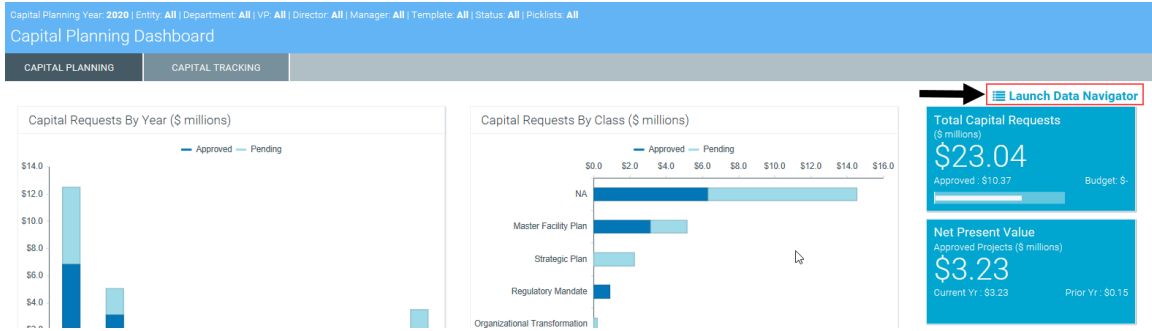 Capital Planning Year: 2020 | Entity: All | Department: All | VP: All | Director: All | Manager: All | Template: All | Status: All | Picklists: All
Capital Planning Dashboard
CAPITAL PLANNING CAPITAL TRACKING
Launch Data Navigator
Capital Requests By Year ($ millions)
Approved Pending
$14.0
$12.0
$10.0
$8.0
$6.0
$4.0
Capital Requests By Class ($ millions)
Approved Pending
$0.0 $2.0 $4.0 $6.0 $8.0 $10.0 $12.0 $14.0 $16.0
NA
Master Facility Plan
Strategic Plan
Regulatory Mandate
Organizational Transformation
Total Capital Requests
($ millions)
$23.04
Approved : $10.37 Budget: $-
Net Present Value
Approved Projects ($ millions)
$3.23
Current Yr : $3.23 Prior Yr : $0.15